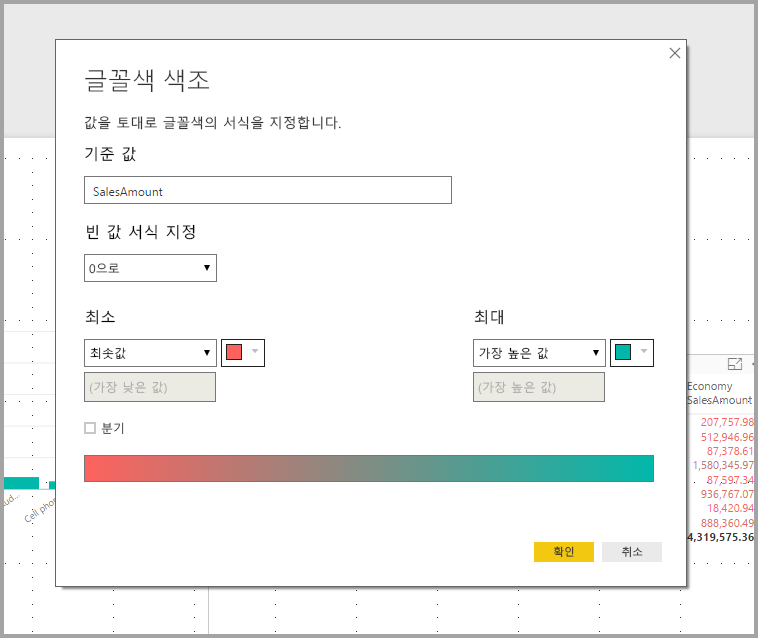 글꼴색 색조
값을 토대로 글꼴색의 서식을 지정합니다.
기준 값
SalesAmount
빈 값 서식 지정
0으로
최소
최대
최솟값
가장 높은 값
(가장 낮은 값)
(가장 높은 값)
분기
확인
취소
Economy
SalesAmount
207,757.98
512,946.96
87,378.61
1,580,345.97
87,597.34
936,767.07
18,420.94
888,360.49
4,319,575.36
Cell phon